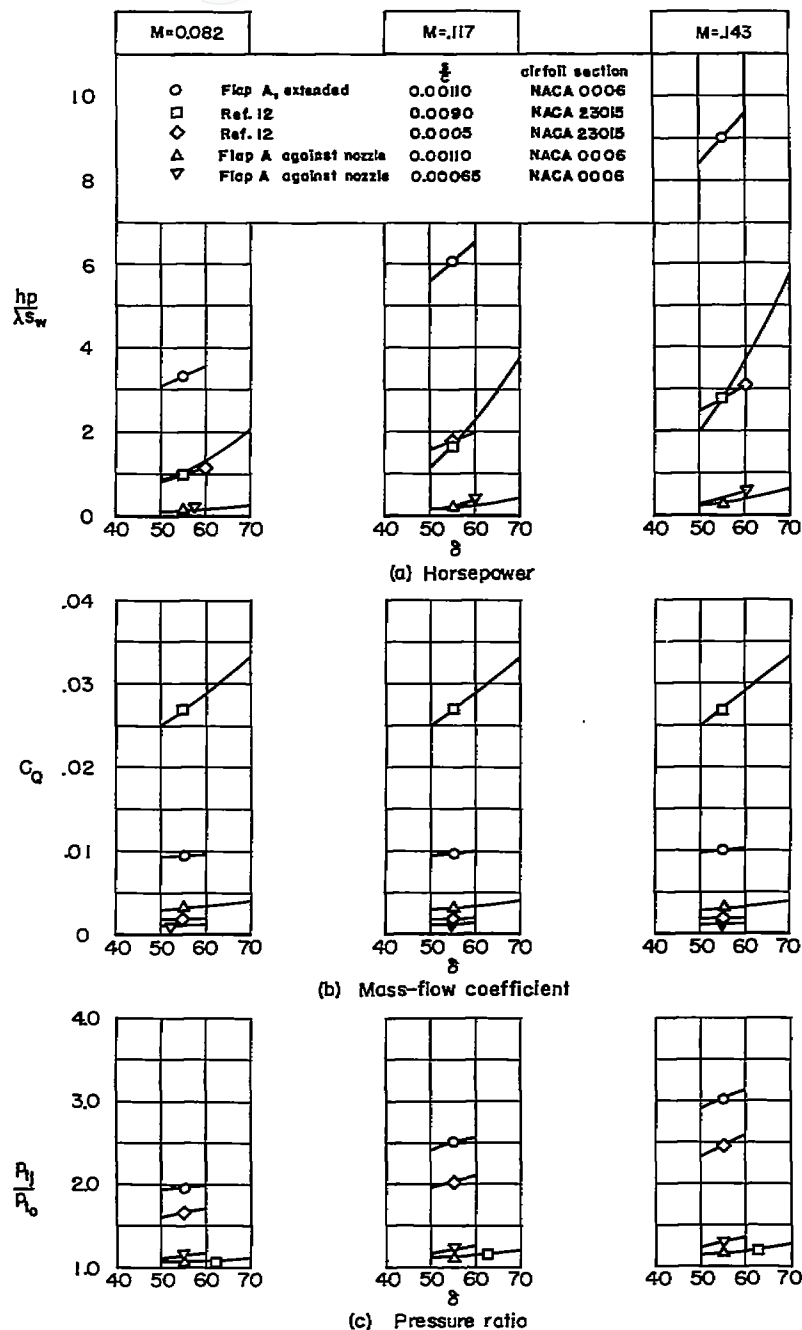 M=0.082 M=.117 M=.143
s/c airfoil section
Flap A, extended 0.00110 NACA 0006
Ref. 12 0.0090 NACA 23015
Ref. 12 0.0005 NACA 23015
Flap A against nozzle 0.00110 NACA 0006
Flap A against nozzle 0.00065 NACA 0006
10
8
6
hp/λS_w
4
2
0
40 50 60 70 40 50 60 70 40 50 60 70
δ δ δ
(a) Horsepower
.04
.03
C_Q .02
.01
0
40 50 60 70 40 50 60 70 40 50 60 70
δ δ δ
(b) Mass-flow coefficient
4.0
3.0
p_tj/p_to 2.0
1.0
40 50 60 70 40 50 60 70 40 50 60 70
δ δ δ
(c) Pressure ratio